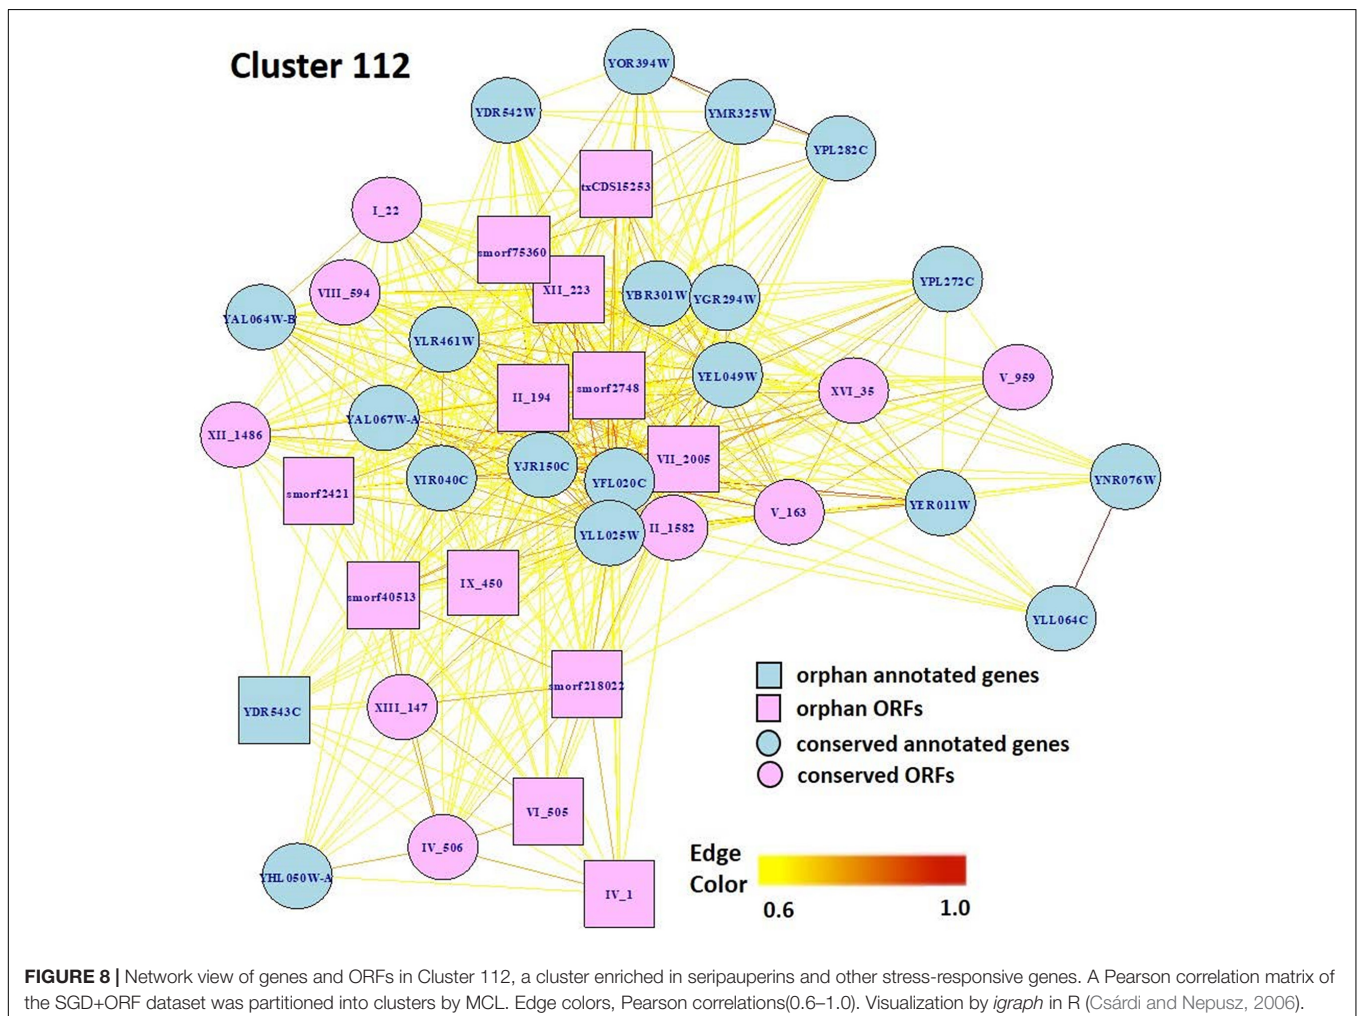 Cluster 112
YOR394W
YDR542W
YMR325W
YPL282C
txCDS15253
I_22
smorf75360
YPL272C
XII_223
VIII_594
YBR301W
YGR294W
YAL064W-B
YLR461W
YEL049W
V_959
smorf2748
XVI_35
II_194
YAL067W-A
XII_1486
VII_2005
YJR150C
YNR076W
YIR040C
YFL020C
smorf2421
YER011W
V_163
II_1582
YLL025W
IX_450
smorf40513
YLL064C
smorf218022
XIII_147
YDR543C
VI_505
IV_506
YHL050W-A
IV_1
orphan annotated genes
orphan ORFs
conserved annotated genes
conserved ORFs
Edge
Color
0.6
1.0
FIGURE 8 | Network view of genes and ORFs in Cluster 112, a cluster enriched in seripauperins and other stress-responsive genes. A Pearson correlation matrix of
the SGD+ORF dataset was partitioned into clusters by MCL. Edge colors, Pearson correlations(0.6–1.0). Visualization by igraph in R (Csárdi and Nepusz, 2006).